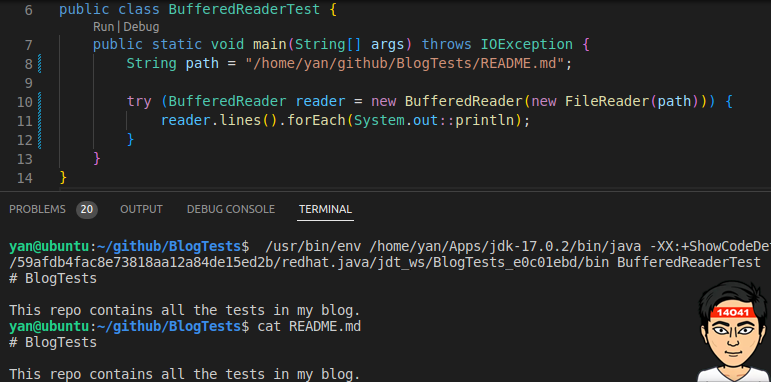 6 public class BufferedReaderTest {
Run | Debug
7 public static void main(String[] args) throws IOException {
8 String path = "/home/yan/github/BlogTests/README.md";
9
10 try (BufferedReader reader = new BufferedReader(new FileReader(path))) {
11 reader.lines().forEach(System.out::println);
12 }
13 }
14 }
PROBLEMS 20 OUTPUT DEBUG CONSOLE TERMINAL
yan@ubuntu:~/github/BlogTests$ /usr/bin/env /home/yan/Apps/jdk-17.0.2/bin/java -XX:+ShowCodeDet
/59afdb4fac8e73818aa12a84de15ed2b/redhat.java/jdt_ws/BlogTests_e0c01ebd/bin BufferedReaderTest
# BlogTests
This repo contains all the tests in my blog.
yan@ubuntu:~/github/BlogTests$ cat README.md
# BlogTests
This repo contains all the tests in my blog.
14041